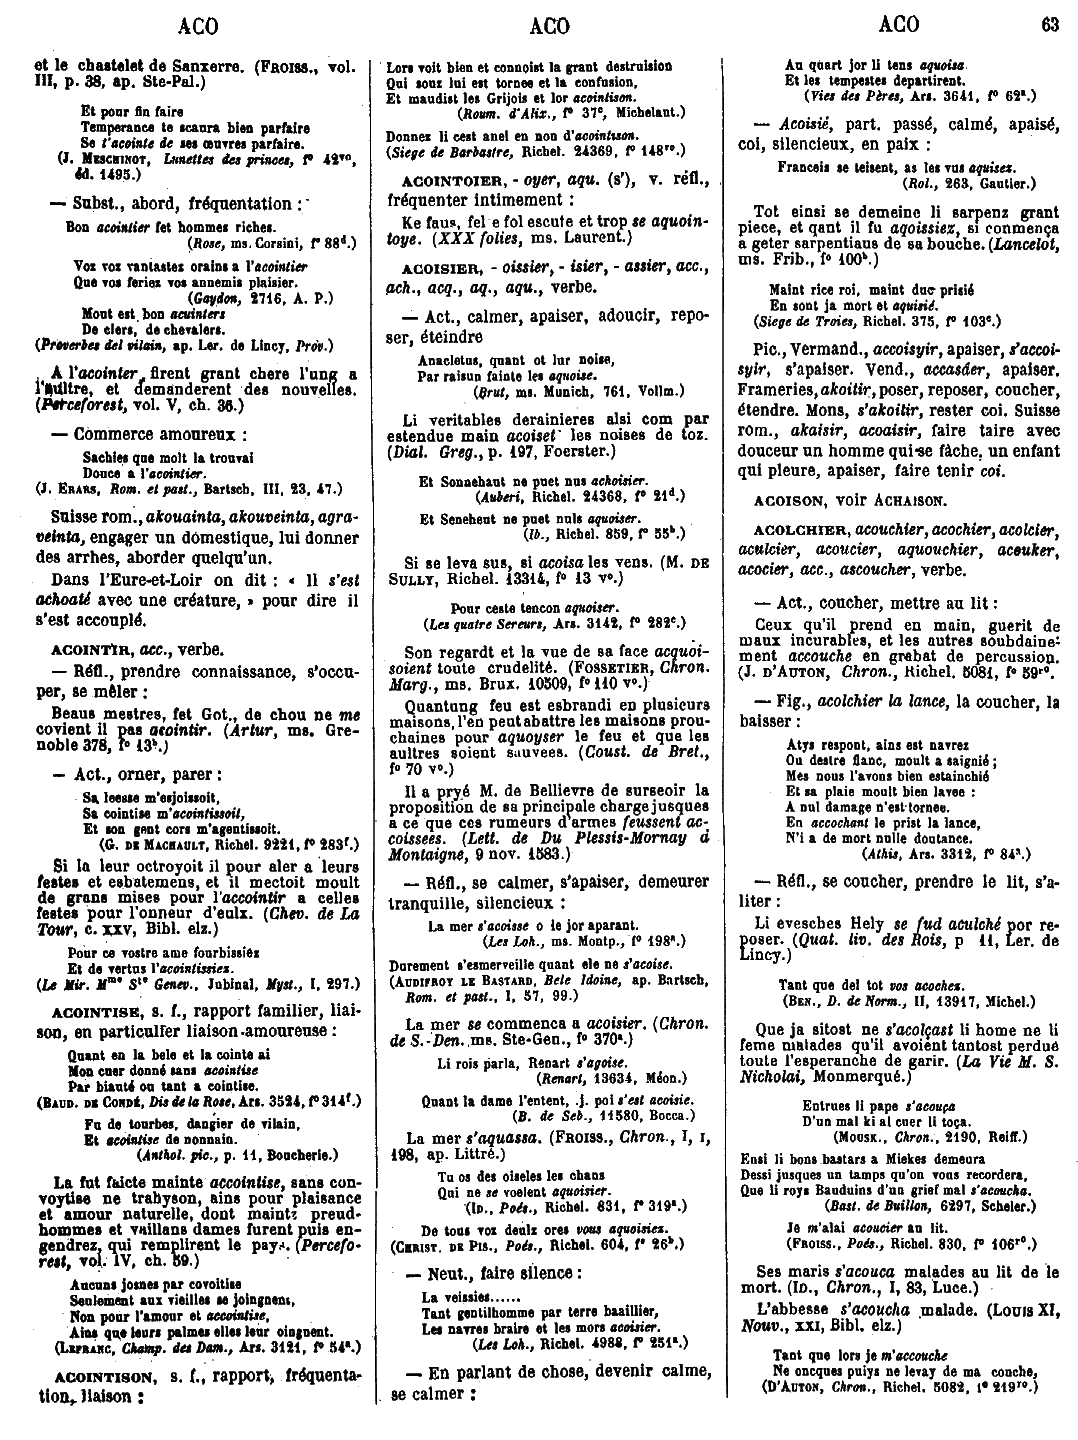 ACO
ACO
ACO
63
et le chastelet de Sanxerre. (FROISS., vol.
III, p. 38, ap. Ste-Pal.)
Et pour fin faire
Temperance te scaura bien parfaire
Se t'acointe de ses œuvres parfaire.
(J. MESCHINOT, Lunettes des princes, f° 42vo,
éd. 1495.)
— Subst., abord, fréquentation :
Bon acointier fet hommes riches.
(Rose, ms. Corsini, f° 88d.)
Voz voz vantastez orains a l'acointier
Que vos feriez vos annemis plaisier.
(Gaydon, 2716, A. P.)
Mout est bon acuinters
De clers, de chevalers.
(Proverbes del vilain, ap. Ler. de Lincy, Prov.)
A l'acointer firent grant chere l'ung a
l'aultre, et demanderent des nouvelles.
(Perceforest, vol. V, ch. 36.)
— Commerce amoureux :
Sachies que molt la trouvai
Douce a l'acointier.
(J. ERARS, Rom. et past., Bartsch, III, 23, 47.)
Suisse rom., akouainta, akouveinta, agra-
veinta, engager un domestique, lui donner
des arrhes, aborder quelqu'un.
Dans l'Eure-et-Loir on dit : « Il s'est
achoaté avec une créature, » pour dire il
s'est accouplé.
ACOINTIR, acc., verbe.
— Réfl., prendre connaissance, s'occu-
per, se mêler :
Beaus mestres, fet Got., de chou ne me
covient il pas acointir. (Artur, ms. Gre-
noble 378, f° 13b.)
— Act., orner, parer :
Sa leesse m'esjoissoit,
Sa cointise m'acointissoit,
Et son gent cors m'agentissoit.
(G. DE MACHAULT, Richel. 9221, f° 283f.)
Si la leur octroyoit il pour aler a leurs
festes et esbatemens, et il mectoit moult
de grans mises pour l'accointir a celles
festes pour l'onneur d'eulx. (Chev. de La
Tour, c. XXV, Bibl. elz.)
Pour ce vostre ame fourbissiez
Et de vertus l'acointissiez.
(Le Mir. Mme Ste Genev., Jubinal, Myst., I, 297.)
ACOINTISE, s. f., rapport familier, liai-
son, en particulier liaison amoureuse :
Quant en la bele et la cointe ai
Mon cuer donné sans acointise
Par biauté ou tant a cointise.
(BAUD. DE CONDÉ, Dis de la Rose, Ars. 3524, f° 314f.)
Fu de tourbes, dangier de vilain,
Et acointise de nonnain.
(Anthol. pic., p. 11, Boucherie.)
La fut faicte mainte accointise, sans con-
voytise ne trahyson, ains pour plaisance
et amour naturelle, dont maintz preud-
hommes et vaillans dames furent puis en-
gendrez, qui remplirent le pays. (Percefo-
rest, vol. IV, ch. 59.)
Aucuns josnes par covoitise
Seulement aux vieilles se joingnent,
Non pour l'amour et accointise,
Ains que leurs palmes elles leur oingnent.
(LEFRANC, Champ. des Dam., Ars. 3121, f° 54a.)
ACOINTISON, s. f., rapport, fréquenta-
tion, liaison :
Lors voit bien et connoist la grant destruision
Qui souz lui est tornee et la confusion,
Et maudist les Grijois et lor acointison.
(Roum. d'Alix., f° 37c, Michelant.)
Donnez li cest anel en non d'acointison.
(Siege de Barbastre, Richel. 24369, f° 148ro.)
ACOINTOIER, - oyer, aqu. (s'), v. réfl.,
fréquenter intimement :
Ke faus, fel e fol escute et trop se aquoin-
toye. (XXX folies, ms. Laurent.)
ACOISIER, - oissier, - isier, - assier, acc.,
ach., acq., aq., aqu., verbe.
— Act., calmer, apaiser, adoucir, repo-
ser, éteindre
Anacletus, quant ot lur noise,
Par raisun fainte les aquoise.
(Brut, ms. Munich, 761, Vollm.)
Li veritables derainieres alsi com par
estendue main acoiset les noises de toz.
(Dial. Greg., p. 197, Foerster.)
Et Sonnehaut ne puet nus achoisier.
(Auberi, Richel. 24368, f° 21d.)
Et Seneheut ne puet nuls aquoiser.
(Ib., Richel. 859, f° 55b.)
Si se leva sus, si acoisa les vens. (M. DE
SULLY, Richel. 13314, f° 13 v°.)
Pour ceste tencon aquoiser.
(Les quatre Sereurs, Ars. 3142, f° 282c.)
Son regardt et la vue de sa face acquoi-
soient toute crudelité. (FOSSETIER, Chron.
Marg., ms. Brux. 10509, f° 110 v°.)
Quantung feu est esbrandi en plusieurs
maisons, l'en peut abattre les maisons prou-
chaines pour aquoyser le feu et que les
aultres soient sauvees. (Coust. de Bret.,
f° 70 v°.)
Il a pryé M. de Bellievre de surseoir la
proposition de sa principale charge jusques
a ce que ces rumeurs d'armes feussent ac-
coissees. (Lett. de Du Plessis-Mornay à
Montaigne, 9 nov. 1583.)
— Réfl., se calmer, s'apaiser, demeurer
tranquille, silencieux :
La mer s'acoisse o le jor aparant.
(Les Loh., ms. Montp., f° 198a.)
Durement s'esmerveille quant ele ne s'acoise.
(AUDIFROY LE BASTARD, Bele Idoine, ap. Bartsch,
Rom. et past., I, 57, 99.)
La mer se commenca a acoisier. (Chron.
de S.-Den. ms. Ste-Gen., f° 370a.)
Li rois parla, Renart s'agoise.
(Renart, 13634, Méon.)
Quant la dame l'entent, .j. poi s'est acoisie.
(B. de Seb., 11580, Bocca.)
La mer s'aquassa. (FROISS., Chron., I, I,
198, ap. Littré.)
Tu os des oiseles les chans
Qui ne se voelent aquoisier.
(ID., Poés., Richel. 831, f° 319a.)
De tous voz deulz ores vous aquoisiez.
(CHRIST. DE PIS., Poés., Richel. 604, f° 26b.)
— Neut., faire silence :
La veissies......
Tant gentilhomme par terre baaillier,
Les navres braire et les mors acoisier.
(Les Loh., Richel. 4988, f° 251a.)
— En parlant de chose, devenir calme,
se calmer :
Au quart jor li tens aquoisa
Et les tempestes departirent.
(Vies des Pères, Ars. 3641, f° 62a.)
— Acoisié, part. passé, calmé, apaisé,
coi, silencieux, en paix :
Franceis se teisent, as les vus aquisez.
(Rol., 263, Gautier.)
Tot einsi se demeine li sarpenz grant
piece, et qant il fu aqoissiez, si conmença
a geter sarpentiaus de sa bouche. (Lancelot,
ms. Frib., f° 100b.)
Maint rice roi, maint duc prisié
En sont ja mort et aquisié.
(Siege de Troies, Richel. 375, f° 103c.)
Pic., Vermand., accoisyir, apaiser, s'accoi-
syir, s'apaiser. Vend., accasder, apaiser.
Frameries, akoitir, poser, reposer, coucher,
étendre. Mons, s'akoitir, rester coi. Suisse
rom., akaisir, acoaisir, faire taire avec
douceur un homme qui se fâche, un enfant
qui pleure, apaiser, faire tenir coi.
ACOISON, voir ACHAISON.
ACOLCHIER, acouchier, acochier, acolcier,
aculcier, acoucier, aquouchier, aceuker,
acocier, acc., ascoucher, verbe.
— Act., coucher, mettre au lit :
Ceux qu'il prend en main, guerit de
maux incurables, et les autres soubdaine-
ment accouche en grabat de percussion.
(J. D'AUTON, Chron., Richel. 5081, f° 59ro.
— Fig., acolchier la lance, la coucher, la
baisser :
Atys respont, ains est navrez
Ou destre flanc, moult a saignié ;
Mes nous l'avons bien estainchié
Et sa plaie moult bien lavee :
A nul damage n'est tornee.
En accochant le prist la lance,
N'i a de mort nulle doutance.
(Athis, Ars. 3312, f° 84a.)
— Réfl., se coucher, prendre le lit, s'a-
liter :
Li evesches Hely se fud aculché por re-
poser. (Quat. liv. des Rois, p 11, Ler. de
Lincy.)
Tant que del tot vos acochez.
(BEN., D. de Norm., II, 13917, Michel.)
Que ja sitost ne s'acolçast li home ne li
feme malades qu'il avoient tantost perdue
toute l'esperanche de garir. (La Vie M. S.
Nicholai, Monmerqué.)
Entrues li pape s'acouça
D'un mal ki al cuer li toça.
(MOUSK., Chron., 2190, Reiff.)
Ensi li bons bastars a Miekes demeura
Dessi jusques un tamps qu'on vous recordera,
Que li roys Bauduins d'un grief mal s'acoucha.
(Bast. de Buillon, 6297, Scheler.)
Je m'alai acoucier au lit.
(FROISS., Poés., Richel. 830, f° 106ro.)
Ses maris s'acouca malades au lit de le
mort. (ID., Chron., I, 83, Luce.)
L'abbesse s'acoucha malade. (LOUIS XI,
Nouv., XXI, Bibl. elz.)
Tant que lors je m'accouche
Ne oncques puiys ne levay de ma couche,
(D'AUTON, Chron., Richel. 5082, f° 219ro.)